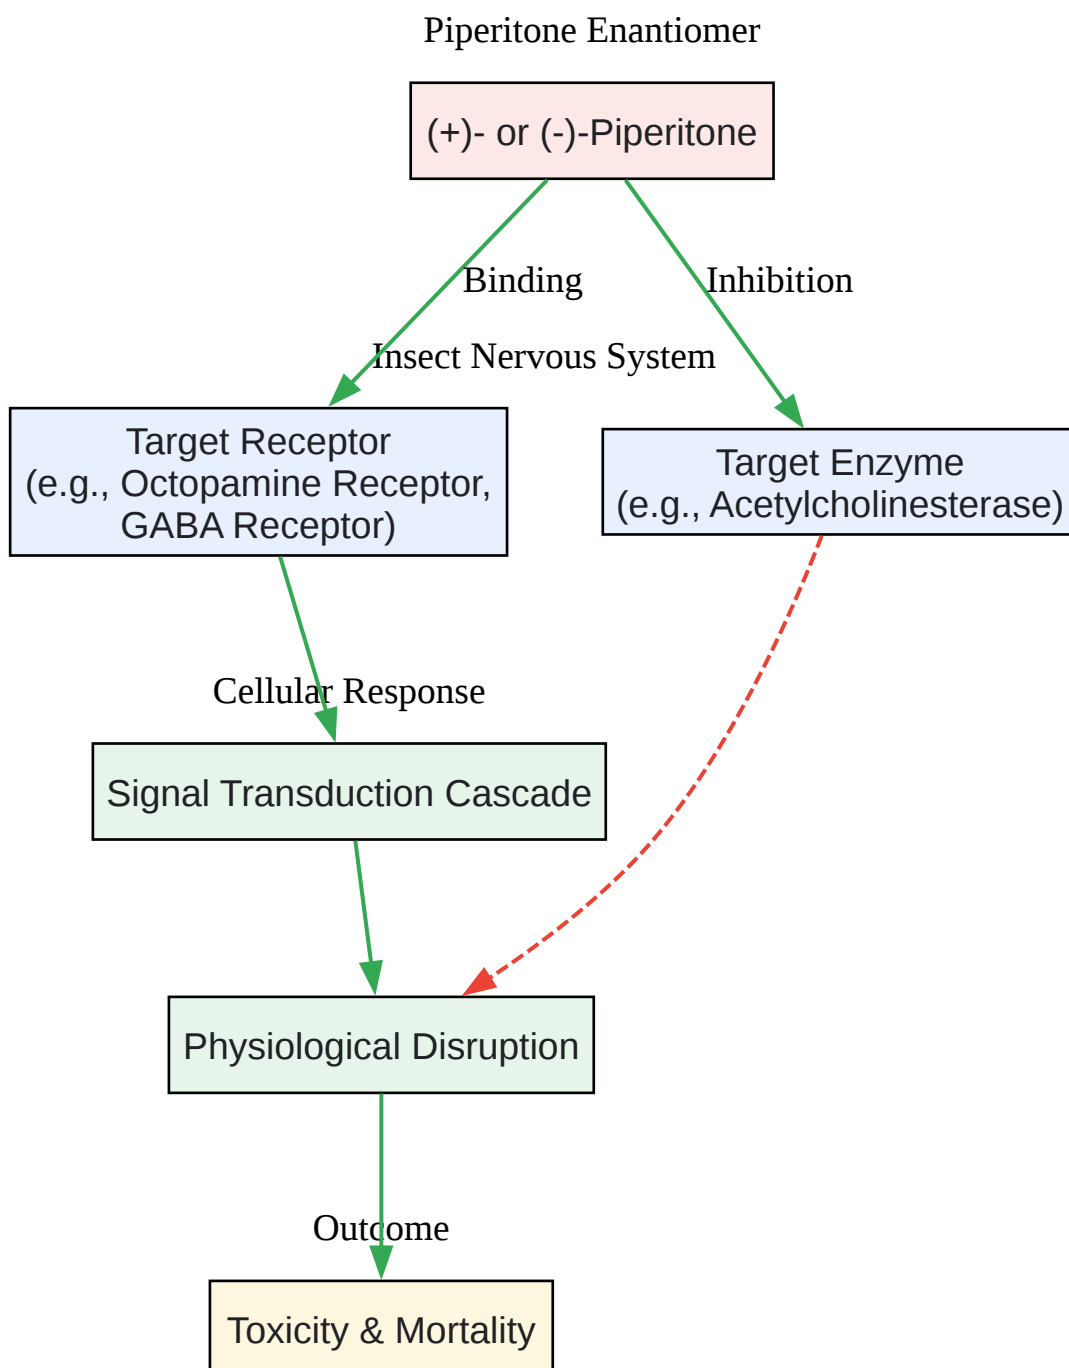 Piperitone Enantiomer
(+)- or (-)-Piperitone
Binding
Inhibition
Insect Nervous System
Target Receptor
(e.g., Octopamine Receptor,
GABA Receptor)
Target Enzyme
(e.g., Acetylcholinesterase)
Cellular Response
Signal Transduction Cascade
Physiological Disruption
Outcome
Toxicity & Mortality